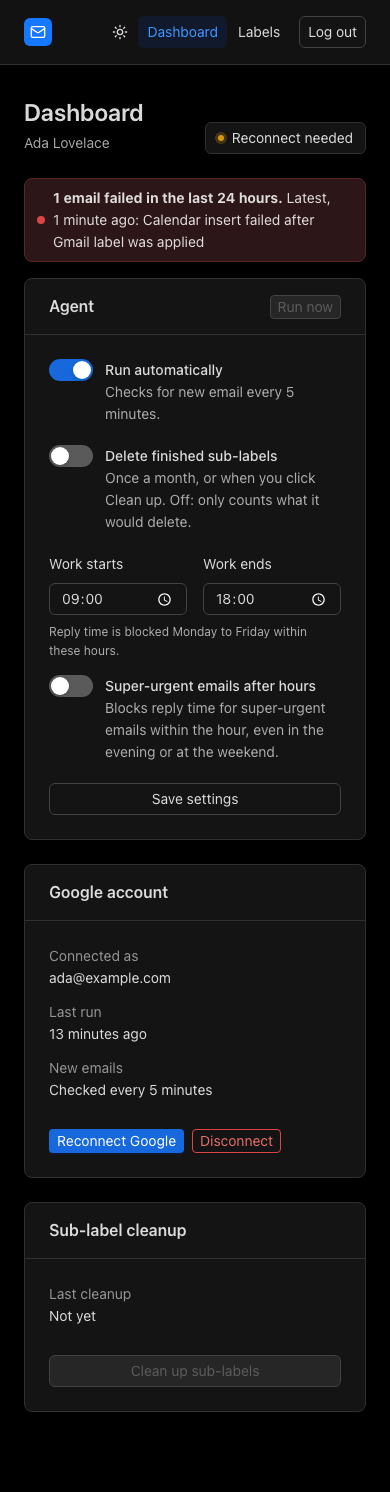 Dashboard
Labels
Log out
Dashboard
Ada Lovelace
Reconnect needed
1 email failed in the last 24 hours. Latest,
1 minute ago: Calendar insert failed after
Gmail label was applied
Agent
Run now
Run automatically
Checks for new email every 5
minutes.
Delete finished sub-labels
Once a month, or when you click
Clean up. Off: only counts what it
would delete.
Work starts
Work ends
09:00
18:00
Reply time is blocked Monday to Friday within
these hours.
Super-urgent emails after hours
Blocks reply time for super-urgent
emails within the hour, even in the
evening or at the weekend.
Save settings
Google account
Connected as
ada@example.com
Last run
13 minutes ago
New emails
Checked every 5 minutes
Reconnect Google
Disconnect
Sub-label cleanup
Last cleanup
Not yet
Clean up sub-labels